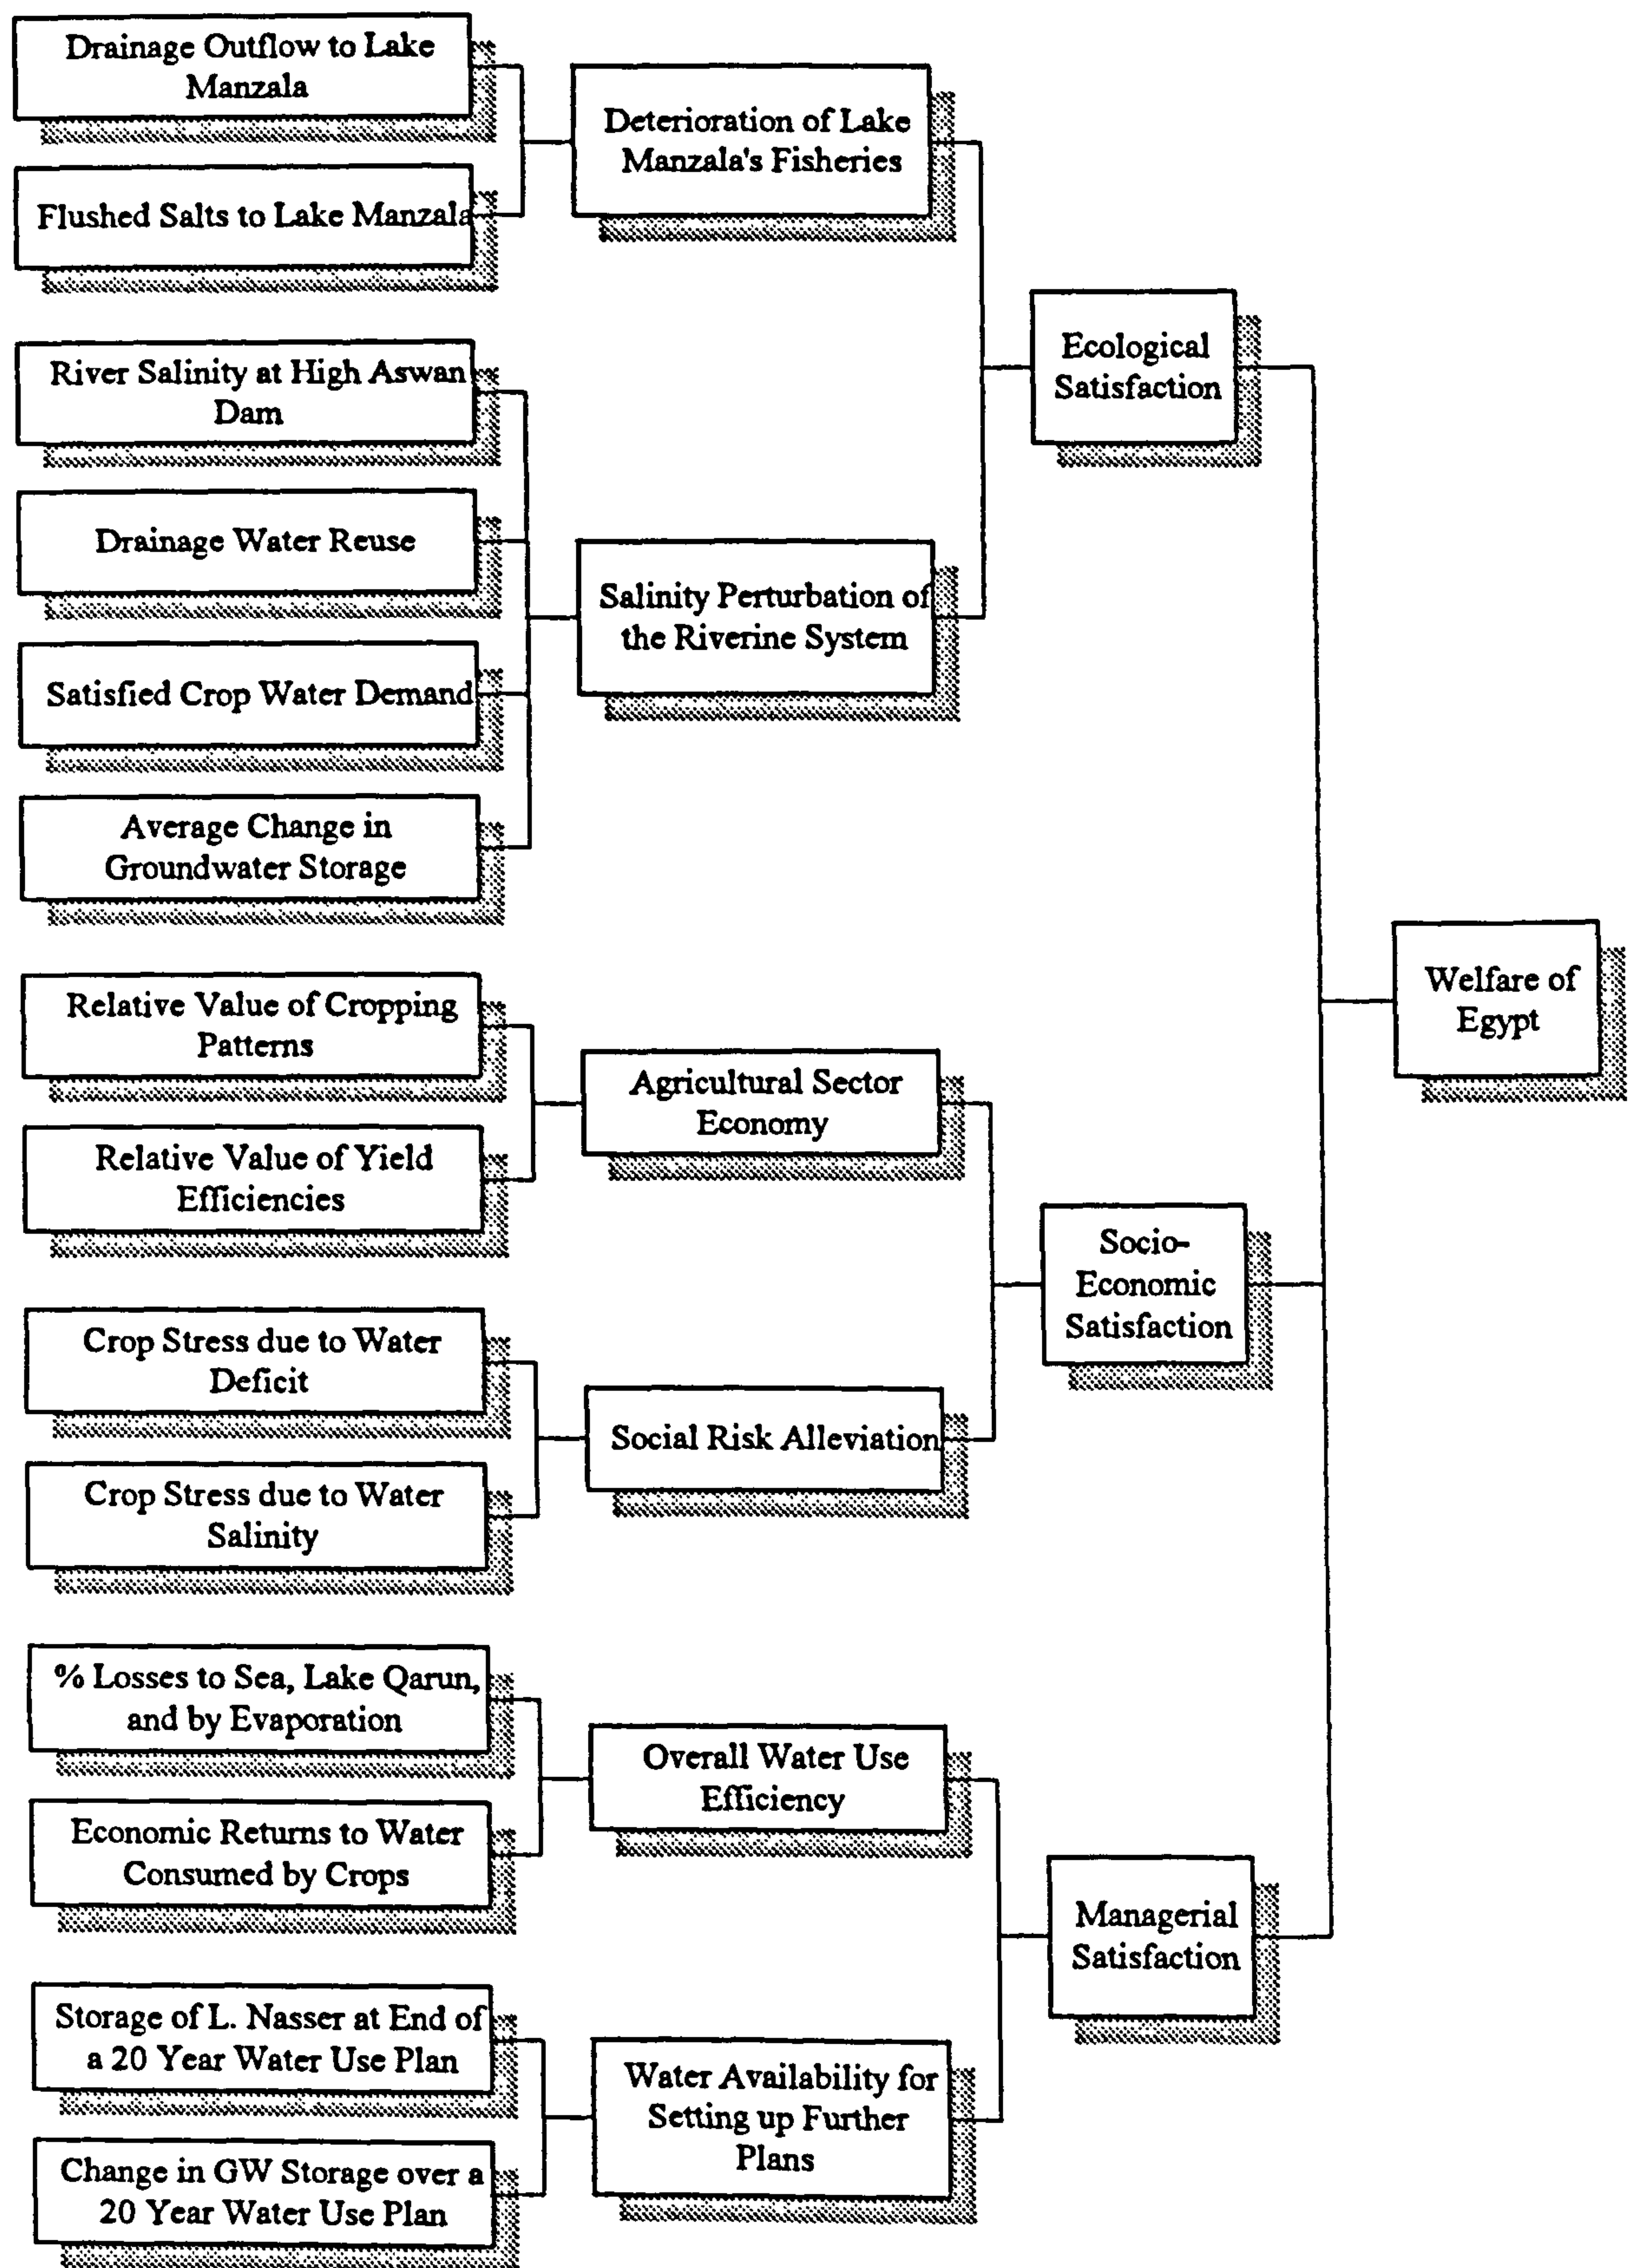 Drainage Outflow to Lake
Manzala
Flushed Salts to Lake Manzala
Deterioration of Lake
Manzala's Fisheries
River Salinity at High Aswan
Dam
Drainage Water Reuse
Satisfied Crop Water Demand
Average Change in
Groundwater Storage
Salinity Perturbation of
the Riverine System
Ecological
Satisfaction
Relative Value of Cropping
Patterns
Relative Value of Yield
Efficiencies
Agricultural Sector
Economy
Crop Stress due to Water
Deficit
Crop Stress due to Water
Salinity
Social Risk Alleviation
Socio-
Economic
Satisfaction
% Losses to Sea, Lake Qarun,
and by Evaporation
Economic Returns to Water
Consumed by Crops
Overall Water Use
Efficiency
Storage of L. Nasser at End of
a 20 Year Water Use Plan
Change in GW Storage over a
20 Year Water Use Plan
Water Availability for
Setting up Further
Plans
Managerial
Satisfaction
Welfare of
Egypt